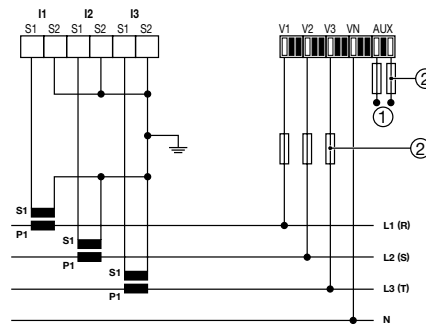 I1 I2 I3
S1 S2 S1 S2 S1 S2
V1 V2 V3 VN AUX
2
1
2
S1
P1
L1 (R)
S1
P1
L2 (S)
S1
P1
L3 (T)
N